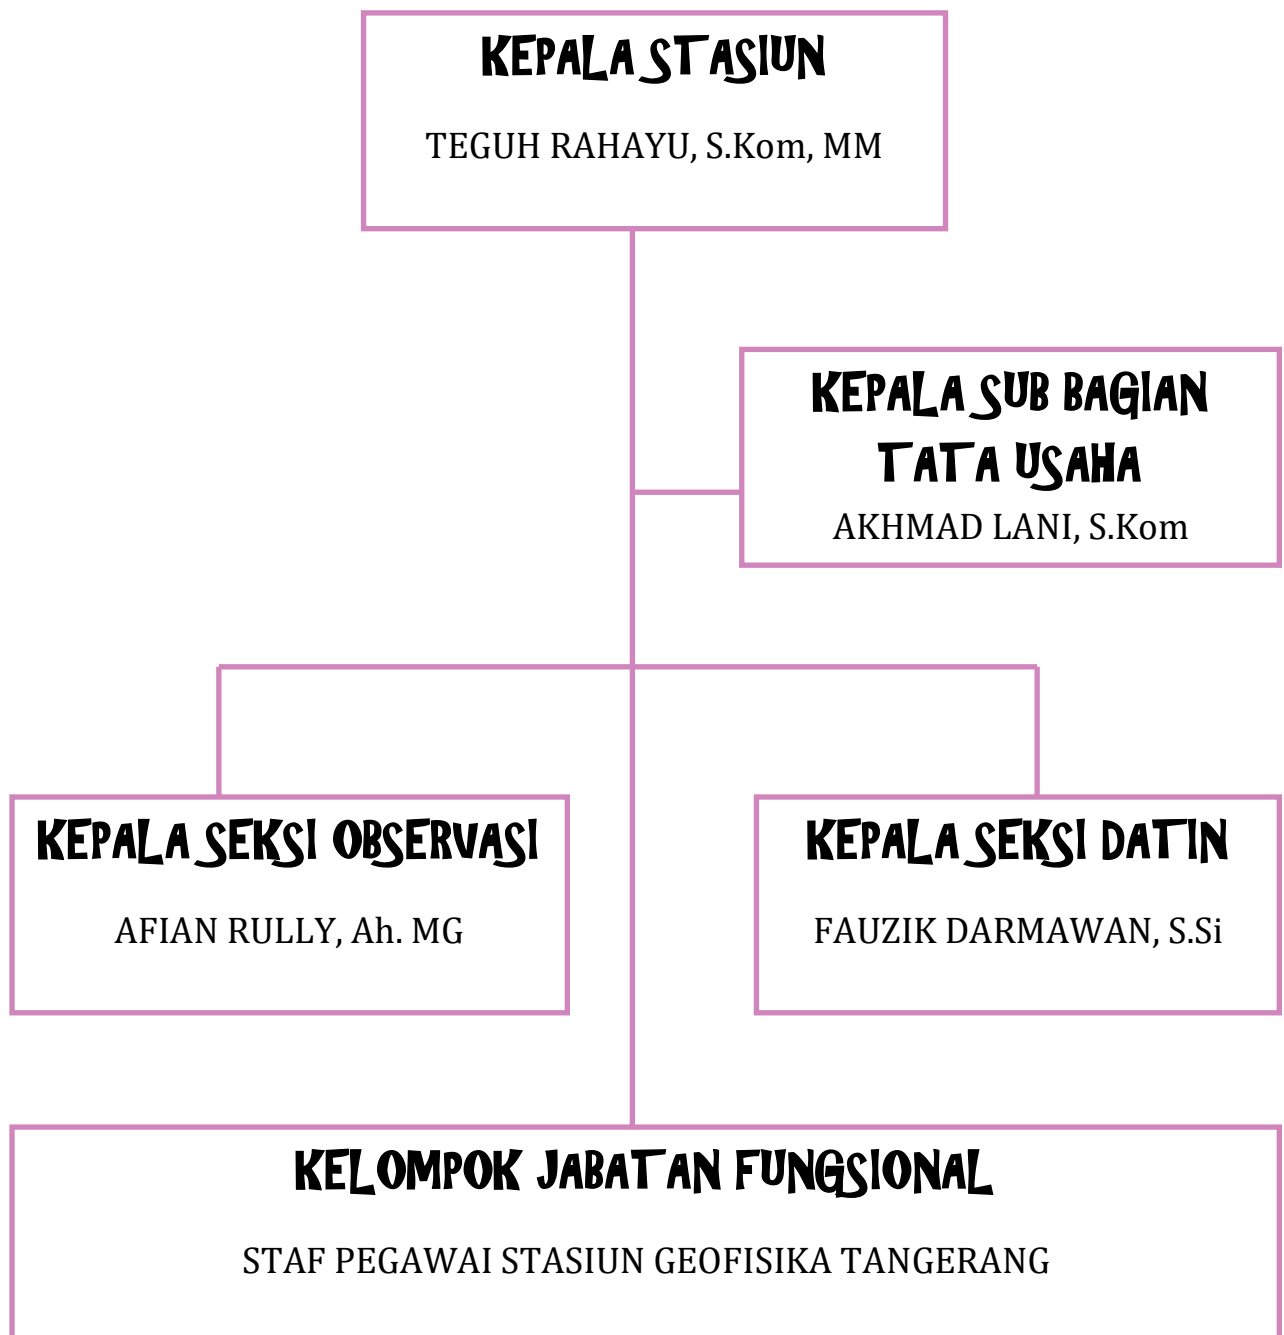 KEPALA STASIUN
TEGUH RAHAYU, S.Kom, MM
KEPALA SUB BAGIAN
TATA USAHA
AKHMAD LANI, S.Kom
KEPALA SEKSI OBSERVASI
AFIAN RULLY, Ah. MG
KEPALA SEKSI DATIN
FAUZIK DARMAWAN, S.Si
KELOMPOK JABATAN FUNGSIONAL
STAF PEGAWAI STASIUN GEOFISIKA TANGERANG